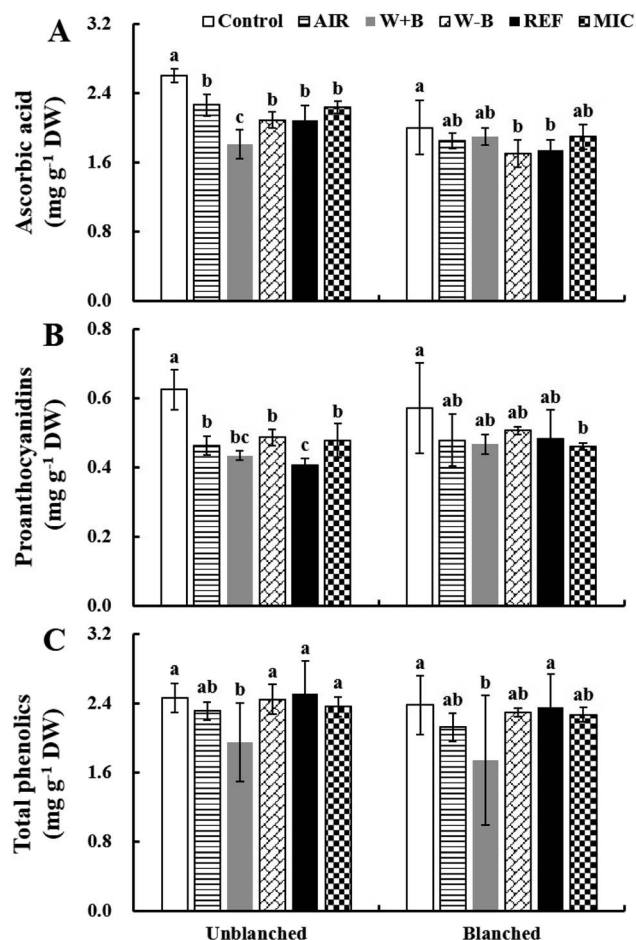 Control AIR W+B W-B REF MIC
A
Ascorbic acid
(mg g⁻¹ DW)
3.2
2.4
1.6
0.8
0.0
a b c b b b a ab ab b b ab
B
Proanthocyanidins
(mg g⁻¹ DW)
0.8
0.6
0.4
0.2
0.0
a b bc b c b a ab ab ab ab b
C
Total phenolics
(mg g⁻¹ DW)
3.2
2.4
1.6
0.8
0.0
a ab b a a a a ab b ab a ab
Unblanched Blanched